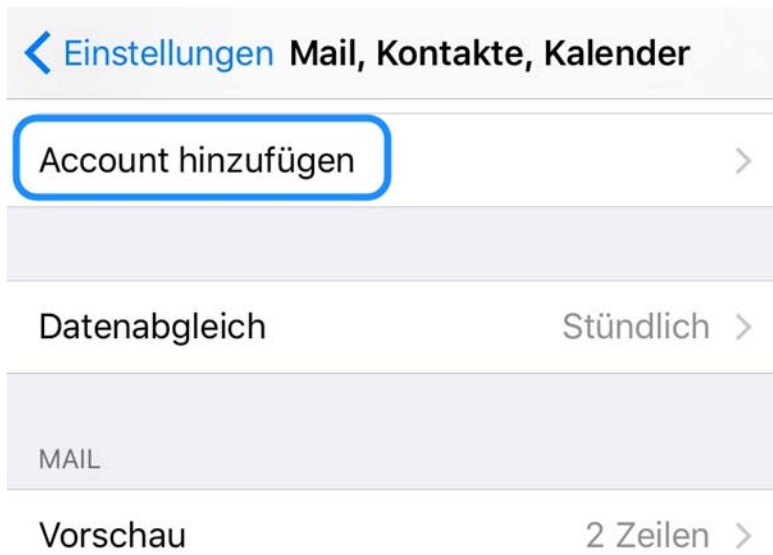 Einstellungen Mail, Kontakte, Kalender
Account hinzufügen
Datenabgleich Stündlich
MAIL
Vorschau 2 Zeilen